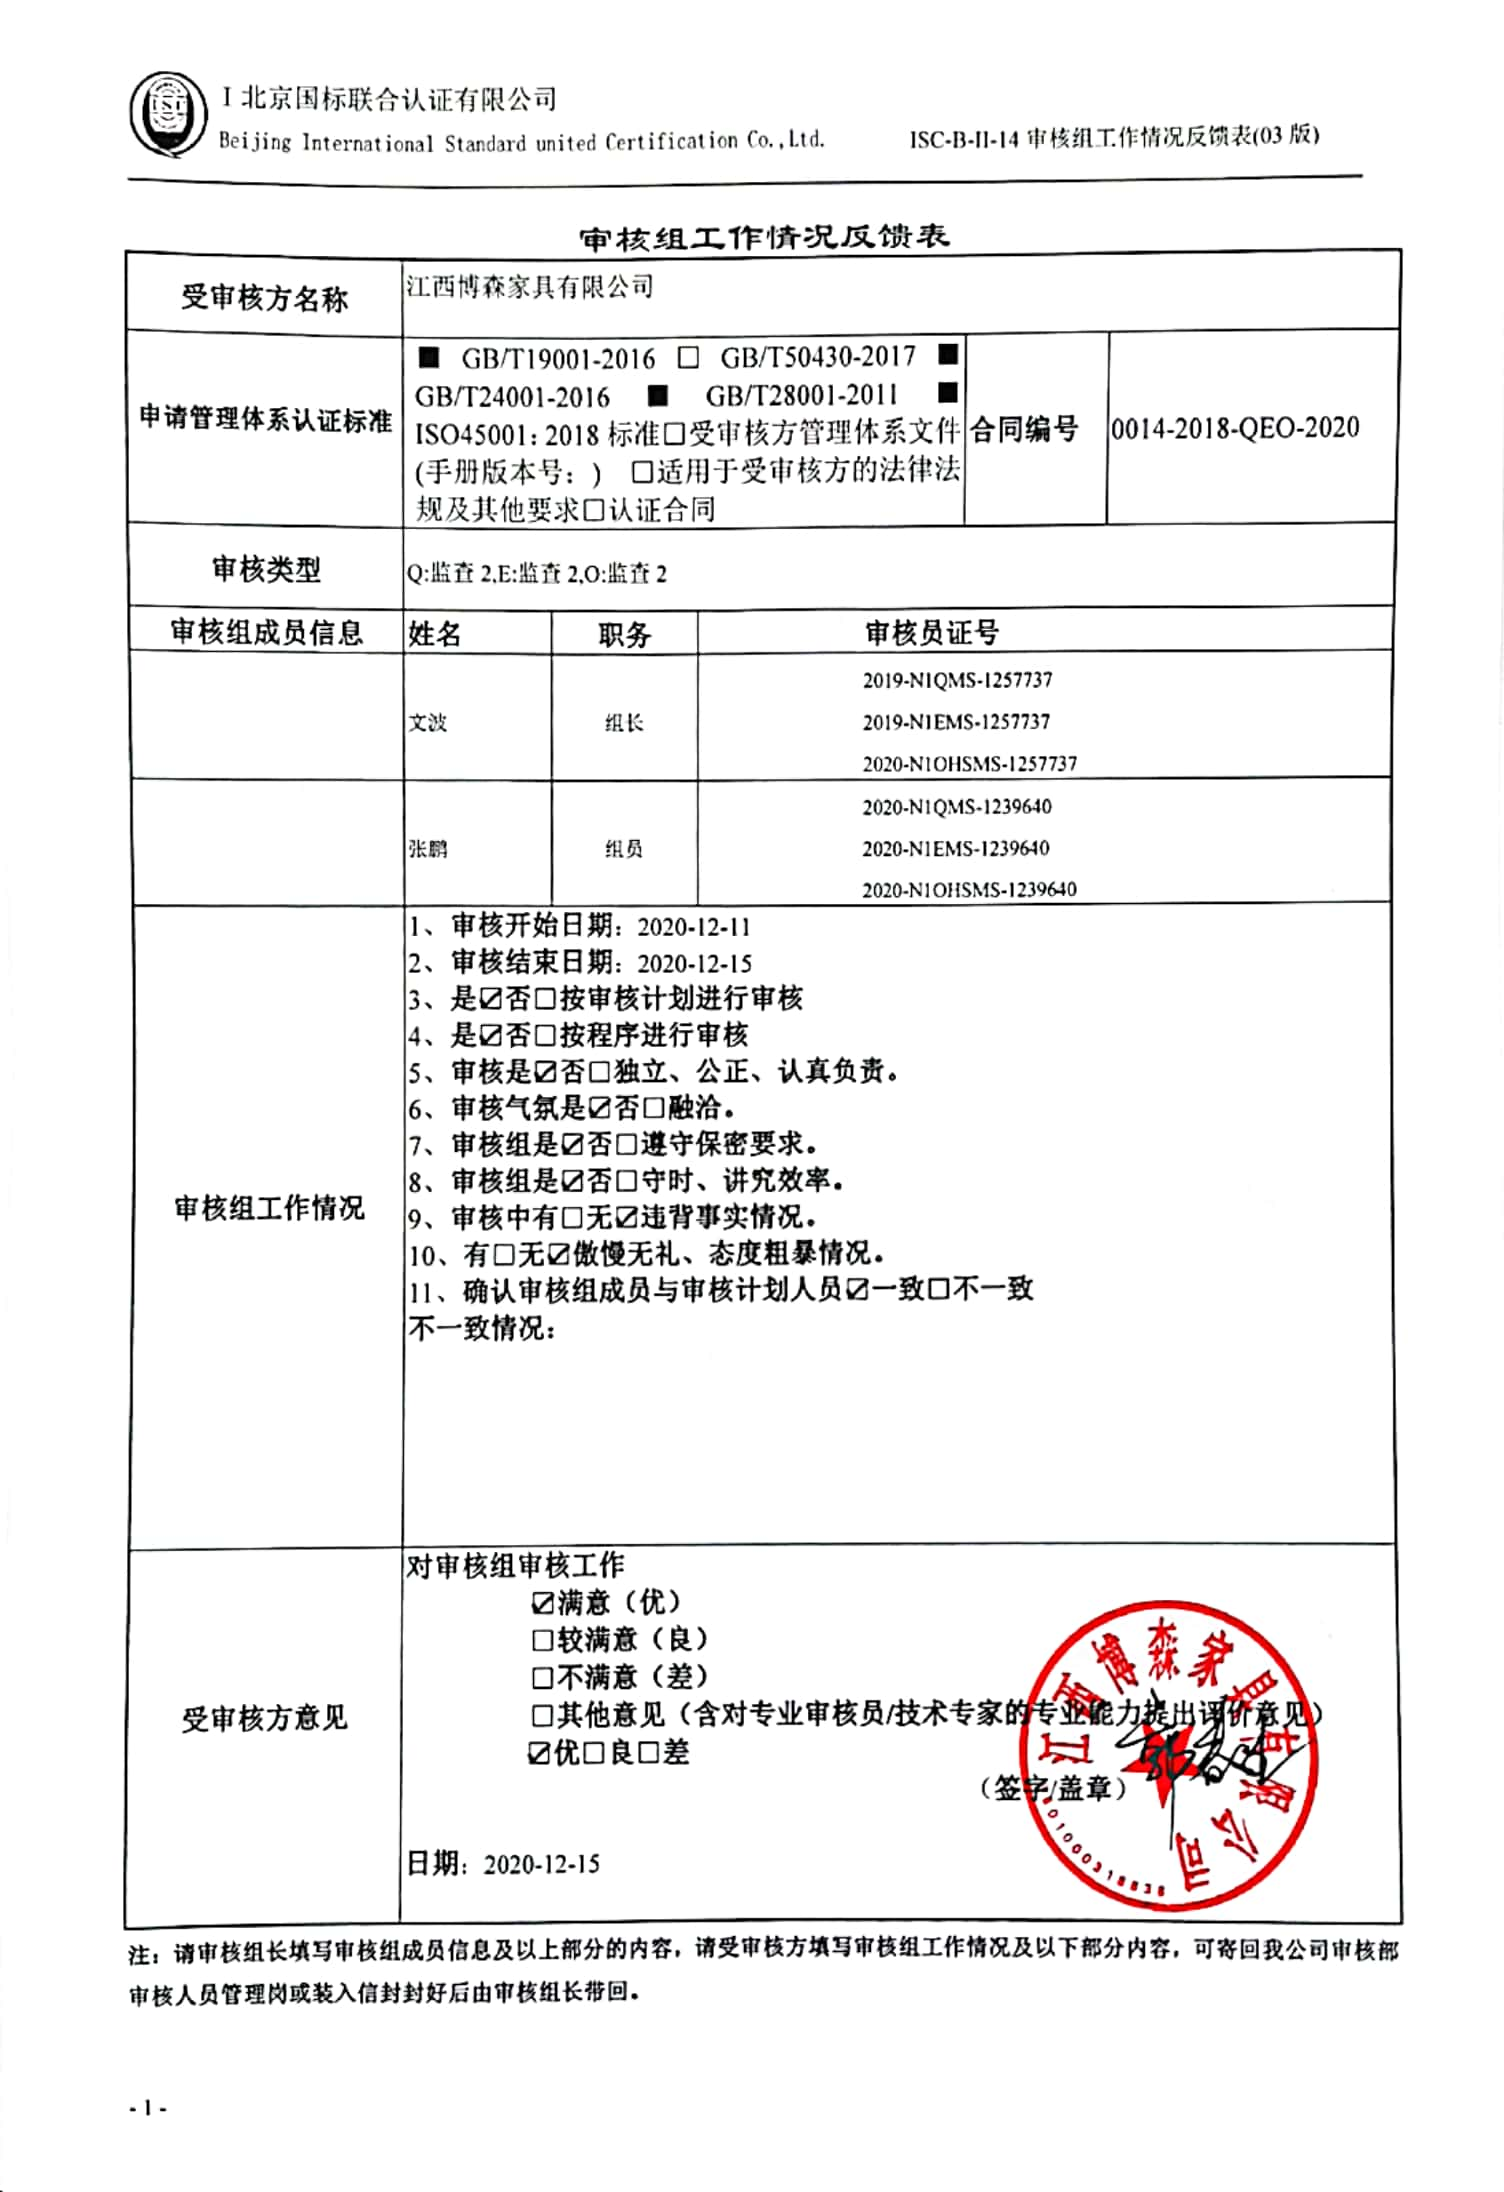 I 北京国标联合认证有限公司
Beijing International Standard united Certification Co.,Ltd.
ISC-B-II-14 审核组工作情况反馈表(03 版)
审核组工作情况反馈表
受审核方名称
江西博森家具有限公司
申请管理体系认证标准
■ GB/T19001-2016 □ GB/T50430-2017 ■
GB/T24001-2016 ■ GB/T28001-2011 ■
ISO45001: 2018 标准□受审核方管理体系文件
(手册版本号: ) □适用于受审核方的法律法
规及其他要求□认证合同
合同编号
0014-2018-QEO-2020
审核类型
Q:监查 2,E:监查 2,O:监查 2
审核组成员信息 姓名 职务 审核员证号
文波 组长
2019-N1QMS-1257737
2019-N1EMS-1257737
2020-N1OHSMS-1257737
张鹏 组员
2020-N1QMS-1239640
2020-N1EMS-1239640
2020-N1OHSMS-1239640
审核组工作情况
1、审核开始日期: 2020-12-11
2、审核结束日期: 2020-12-15
3、是☑否□按审核计划进行审核
4、是☑否□按程序进行审核
5、审核是☑否□独立、公正、认真负责。
6、审核气氛是☑否□融洽。
7、审核组是☑否□遵守保密要求。
8、审核组是☑否□守时、讲究效率。
9、审核中有□无☑违背事实情况。
10、有□无☑傲慢无礼、态度粗暴情况。
11、确认审核组成员与审核计划人员☑一致□不一致
不一致情况:
受审核方意见
对审核组审核工作
☑满意（优）
□较满意（良）
□不满意（差）
□其他意见（含对专业审核员/技术专家的专业能力提出评价意见）
☑优□良□差
（签字/盖章）
江西博森家具有限公司
日期: 2020-12-15
注: 请审核组长填写审核组成员信息及以上部分的内容，请受审核方填写审核组工作情况及以下部分内容，可寄回我公司审核部
审核人员管理岗或装入信封封好后由审核组长带回。
- 1 -